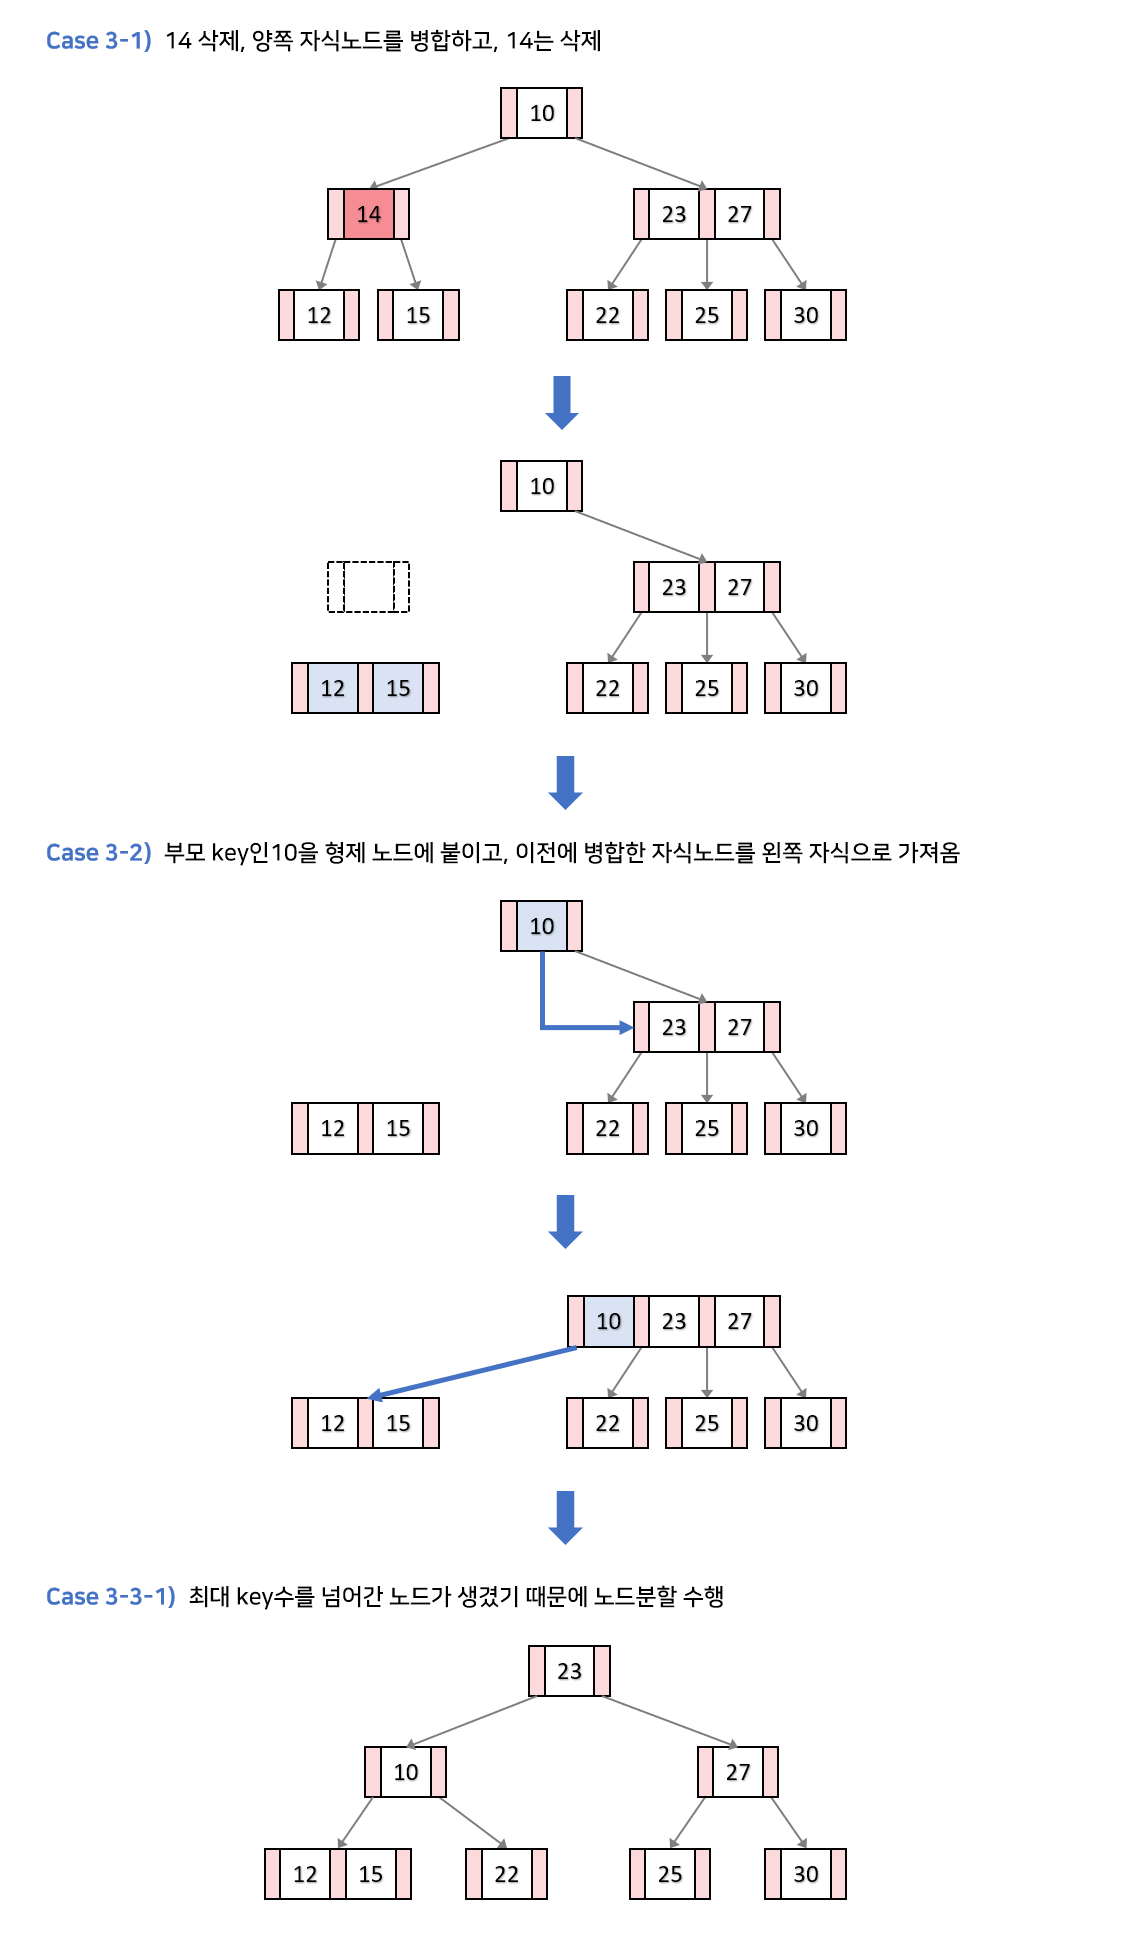 Case 3-1) 14 삭제, 양쪽 자식노드를 병합하고, 14는 삭제
10
14 23 27
12 15 22 25 30
10
23 27
12 15 22 25 30
Case 3-2) 부모 key인10을 형제 노드에 붙이고, 이전에 병합한 자식노드를 왼쪽 자식으로 가져옴
10
23 27
12 15 22 25 30
10 23 27
12 15 22 25 30
Case 3-3-1) 최대 key수를 넘어간 노드가 생겼기 때문에 노드분할 수행
23
10 27
12 15 22 25 30